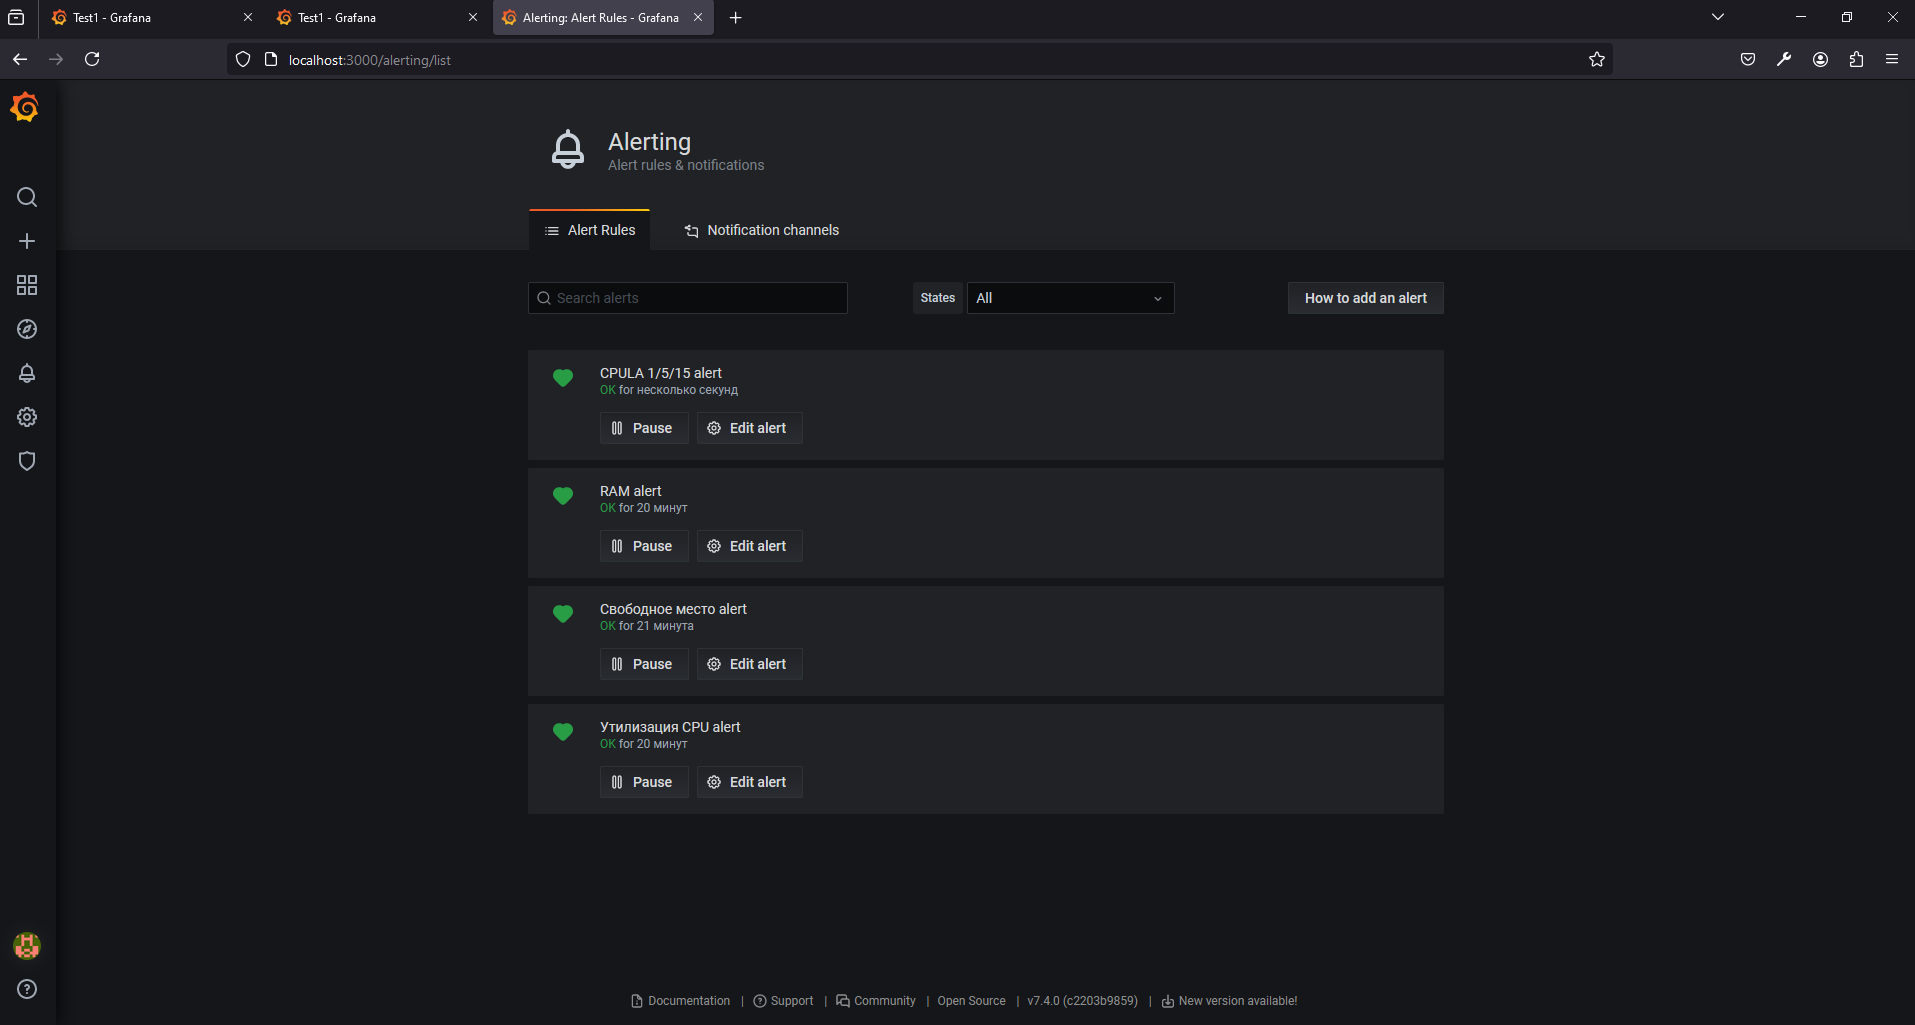 Test1 - Grafana
Test1 - Grafana
Alerting: Alert Rules - Grafana
localhost:3000/alerting/list
Alerting
Alert rules & notifications
Alert Rules
Notification channels
Search alerts
States
All
How to add an alert
CPULA 1/5/15 alert
OK for несколько секунд
Pause
Edit alert
RAM alert
OK for 20 минут
Pause
Edit alert
Свободное место alert
OK for 21 минута
Pause
Edit alert
Утилизация CPU alert
OK for 20 минут
Pause
Edit alert
Documentation | Support | Community | Open Source | v7.4.0 (c2203b9859) | New version available!